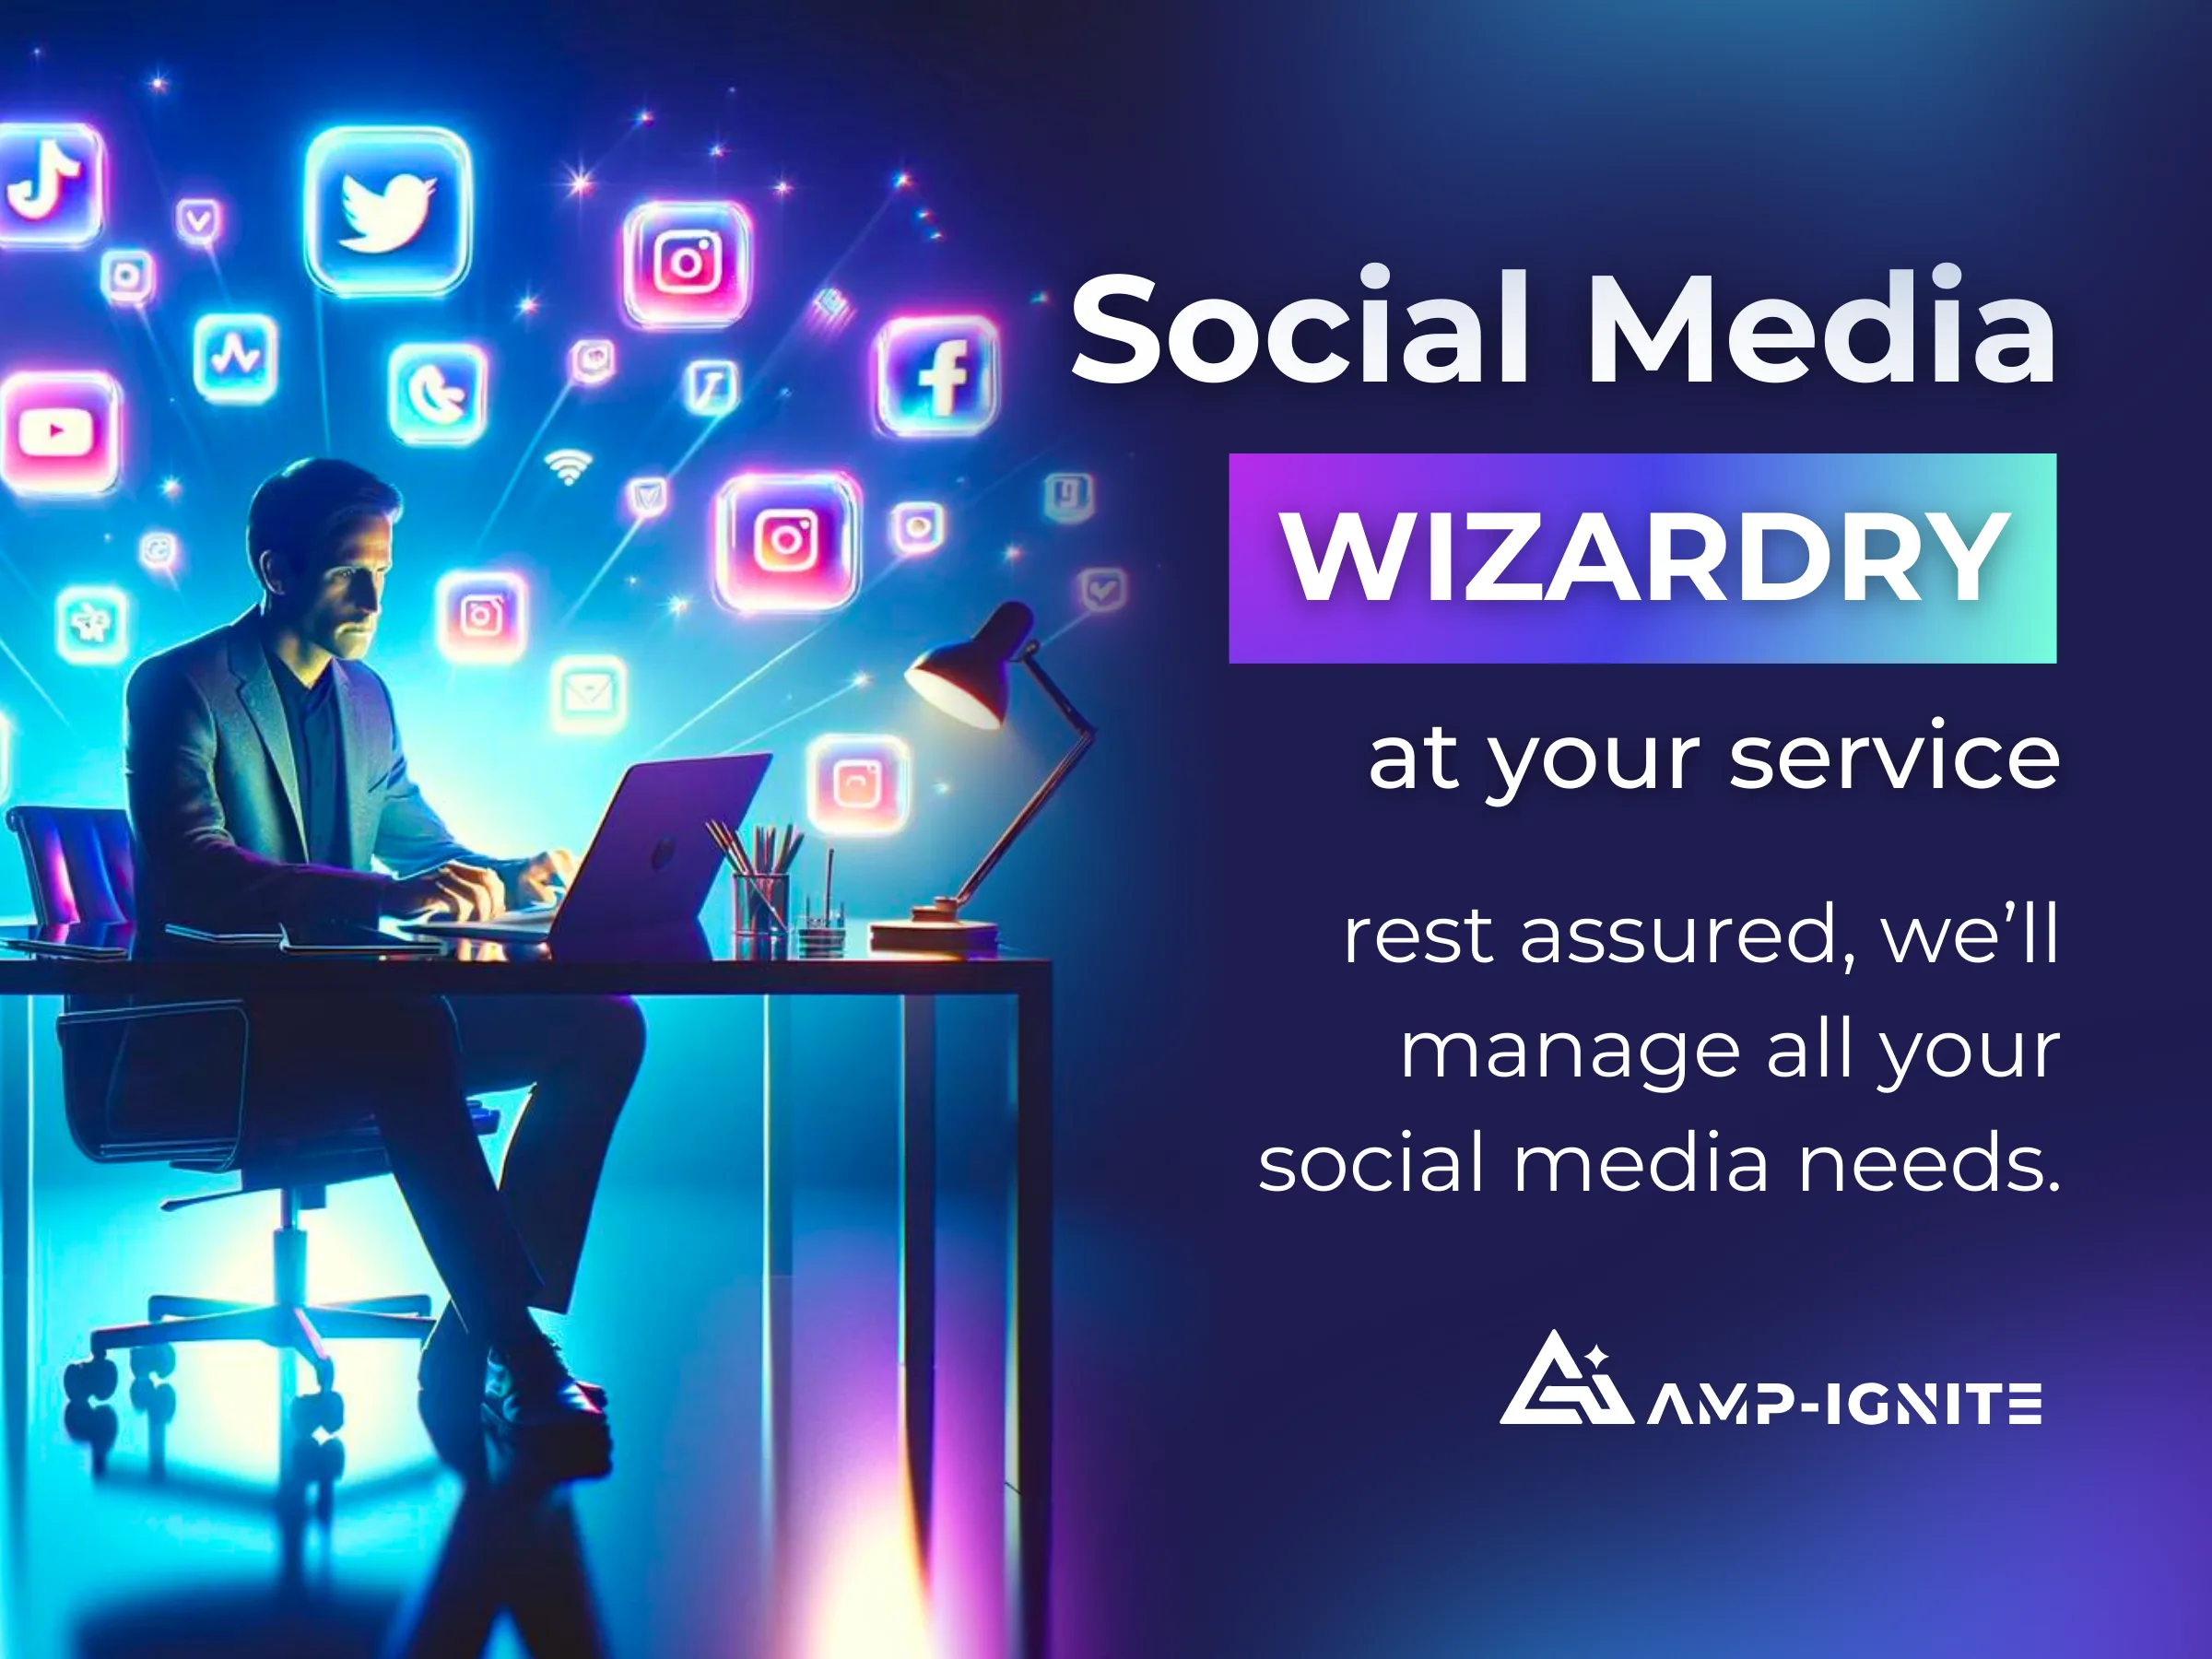 Social Media
WIZARDRY
at your service
rest assured, we’ll
manage all your
social media needs.
AMP-IGNITE